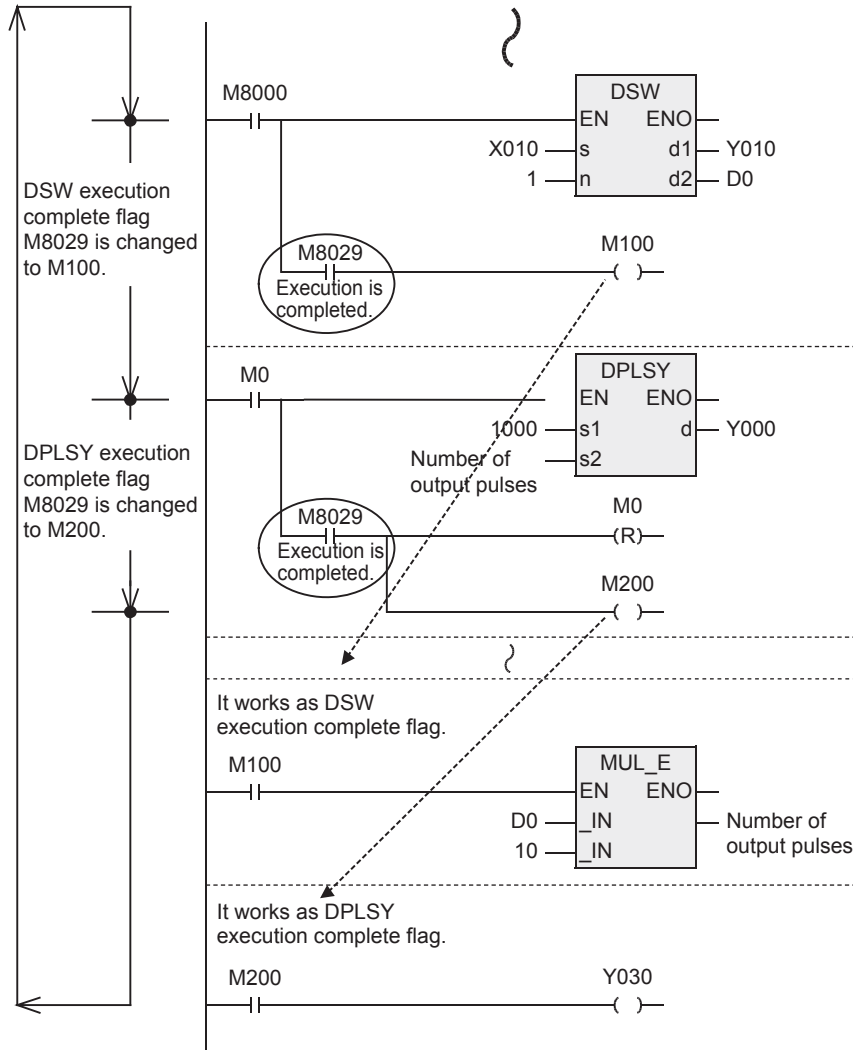 M8000
DSW
EN ENO
X010 s d1 Y010
1 n d2 D0
DSW execution
complete flag
M8029 is changed
to M100.
M8029
Execution is
completed.
M100
M0
DPLSY
EN ENO
1000 s1 d Y000
Number of
output pulses
s2
DPLSY execution
complete flag
M8029 is changed
to M200.
M8029
Execution is
completed.
M0
(R)
M200
It works as DSW
execution complete flag.
M100
MUL_E
EN ENO
D0 _IN
10 _IN
Number of
output pulses
It works as DPLSY
execution complete flag.
M200
Y030